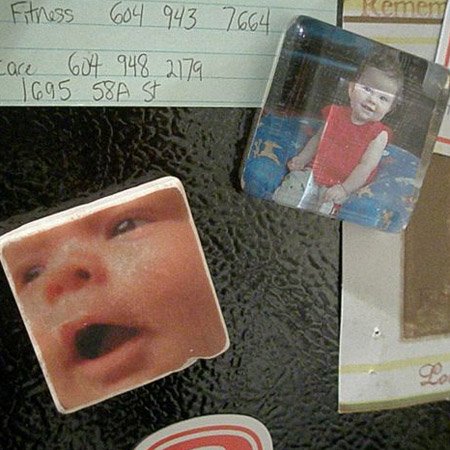 Fitness 604 943 7664
care 604 948 2179
1695 58A St
Remem
Lo